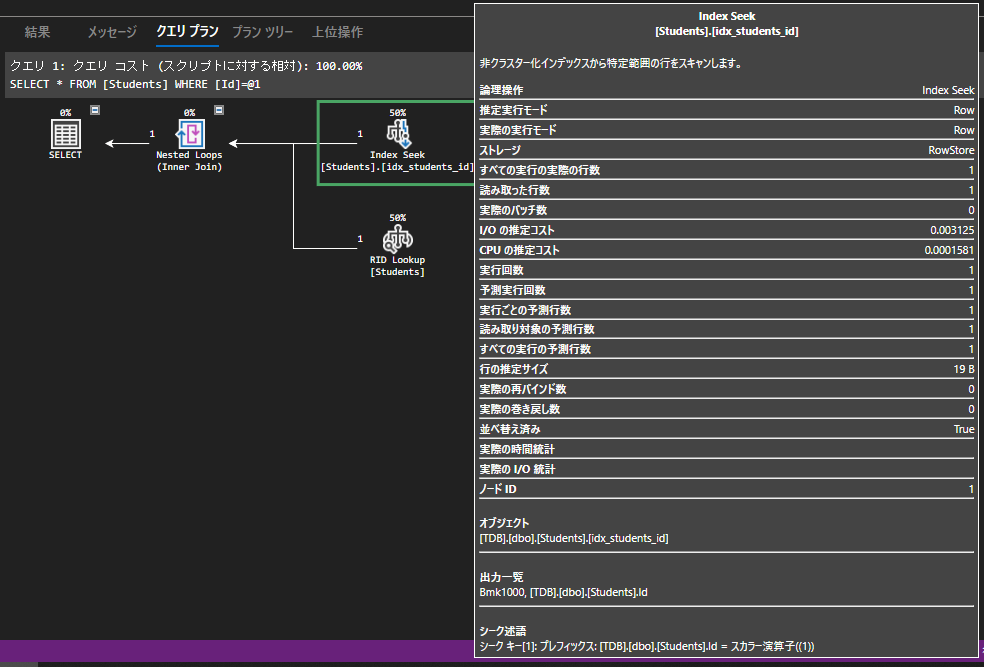 結果 メッセージ クエリ プラン プラン ツリー 上位操作
クエリ 1: クエリ コスト (スクリプトに対する相対): 100.00%
SELECT * FROM [Students] WHERE [Id]=@1
0%
SELECT
1
0%
Nested Loops
(Inner Join)
1
50%
Index Seek
[Students].[idx_students_id]
1
50%
RID Lookup
[Students]
Index Seek
[Students].[idx_students_id]
非クラスター化インデックスから特定範囲の行をスキャンします。
論理操作 Index Seek
推定実行モード Row
実際の実行モード Row
ストレージ RowStore
すべての実行の実際の行数 1
読み取った行数 1
実際のバッチ数 0
I/O の推定コスト 0.003125
CPU の推定コスト 0.0001581
実行回数 1
予測実行回数 1
実行ごとの予測行数 1
読み取り対象の予測行数 1
すべての実行の予測行数 1
行の推定サイズ 19 B
実際の再バインド数 0
実際の巻き戻し数 0
並べ替え済み True
実際の時間統計
実際の I/O 統計
ノード ID 1
オブジェクト
[TDB].[dbo].[Students].[idx_students_id]
出力一覧
Bmk1000, [TDB].[dbo].[Students].Id
シーク述語
シーク キー[1]: プレフィックス: [TDB].[dbo].[Students].Id = スカラー演算子((1))